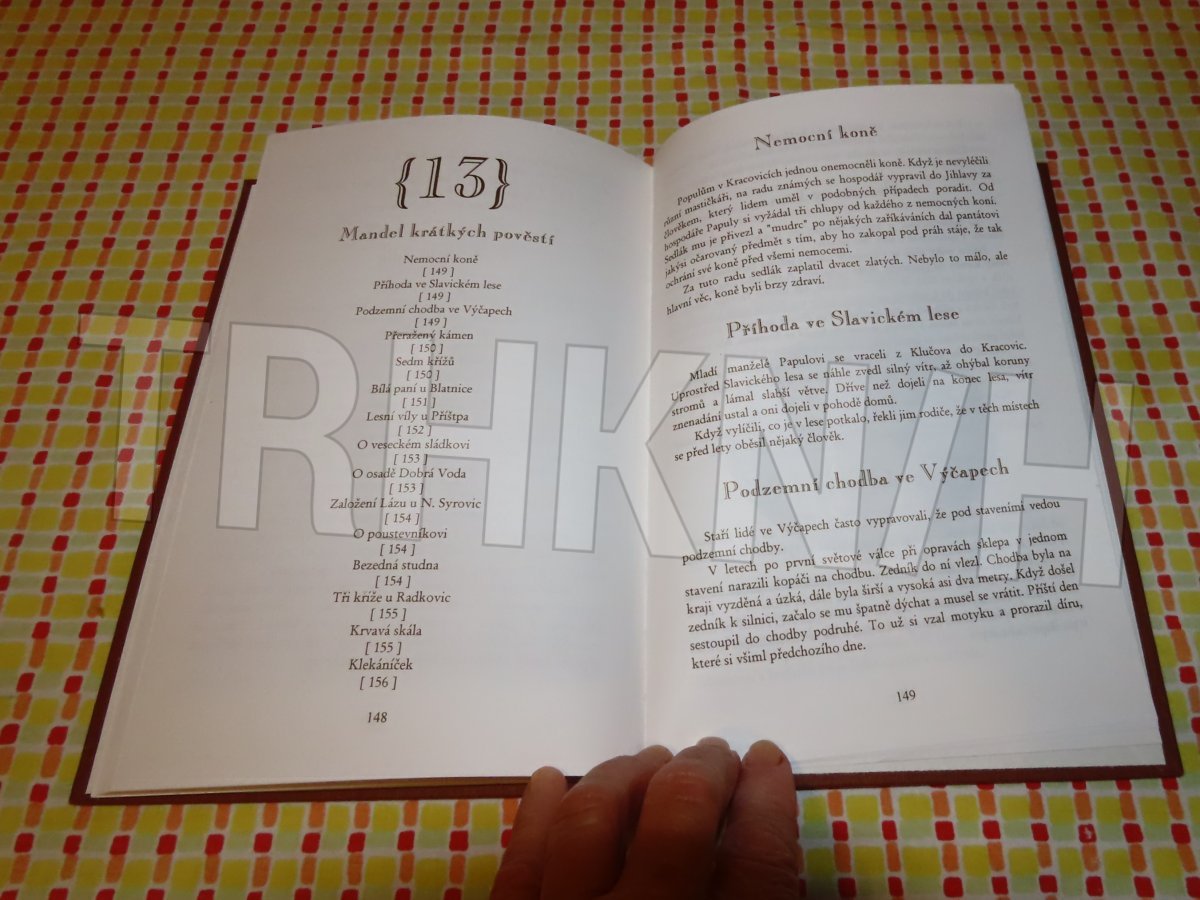 {13}
Mandel krátkých pověstí
Nemocní koně
[ 149 ]
Příhoda ve Slavickém lese
[ 149 ]
Podzemní chodba ve Výčapech
[ 149 ]
Přeražený kámen
[ 150 ]
Sedm křížů
[ 150 ]
Bílá paní u Blatnice
[ 151 ]
Lesní víly u Příštpa
[ 152 ]
O veseckém sládkovi
[ 153 ]
O osadě Dobrá Voda
[ 153 ]
Založení Lázu u N. Syrovic
[ 154 ]
O poustevníkovi
[ 154 ]
Bezedná studna
[ 154 ]
Tři kříže u Radkovic
[ 155 ]
Krvavá skála
[ 155 ]
Klekáníček
[ 156 ]
148
Nemocní koně
Populům v Kracovicích jednou onemocněli koně. Když je nevyléčili
různí mastičkáři, na radu známých se hospodář vypravil do Jihlavy za
člověkem, který lidem uměl v podobných případech poradit. Od
hospodáře Papuly si vyžádal tři chlupy od každého z nemocných koní.
Sedlák mu je přivezl a "mudrc" po nějakých zaříkáváních dal pantátovi
jakýsi očarovaný předmět s tím, aby ho zakopal pod práh stáje, že tak
ochrání své koně před všemi nemocemi.
Za tuto radu sedlák zaplatil dvacet zlatých. Nebylo to málo, ale
hlavní věc, koně byli brzy zdraví.
Příhoda ve Slavickém lese
Mladí manželé Papulovi se vraceli z Klučova do Kracovic.
Uprostřed Slavického lesa se náhle zvedl silný vítr, až ohýbal koruny
stromů a lámal slabší větve. Dříve než dojeli na konec lesa, vítr
znenadání ustal a oni dojeli v pohodě domů.
Když vylíčili, co je v lese potkalo, řekli jim rodiče, že v těch místech
se před lety oběsil nějaký člověk.
Podzemní chodba ve Výčapech
Staří lidé ve Výčapech často vypravovali, že pod staveními vedou
podzemní chodby.
V letech po první světové válce při opravách sklepa v jednom
stavení narazili kopáči na chodbu. Zedník do ní vlezl. Chodba byla na
kraji vyzděná a úzká, dále byla širší a vysoká asi dva metry. Když došel
zedník k silnici, začalo se mu špatně dýchat a musel se vrátit. Příští den
sestoupil do chodby podruhé. To už si vzal motyku a prorazil díru,
které si všiml předchozího dne.
149
TRHKNIH